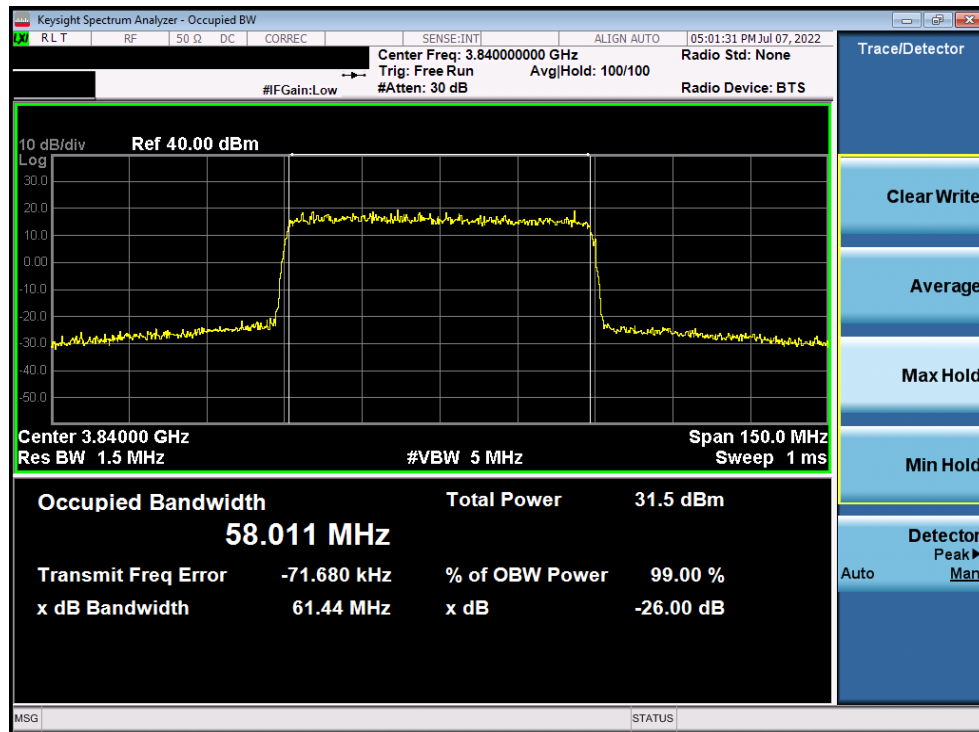 Keysight Spectrum Analyzer - Occupied BW
LXI RLT RF 50 Ω DC CORREC SENSE:INT ALIGN AUTO 05:01:31 PM Jul 07, 2022
Center Freq: 3.840000000 GHz Radio Std: None
Trig: Free Run Avg|Hold: 100/100
#IFGain:Low #Atten: 30 dB Radio Device: BTS
10 dB/div Ref 40.00 dBm
Log
30.0
20.0
10.0
0.00
-10.0
-20.0
-30.0
-40.0
-50.0
Center 3.84000 GHz Span 150.0 MHz
Res BW 1.5 MHz #VBW 5 MHz Sweep 1 ms
Occupied Bandwidth Total Power 31.5 dBm
58.011 MHz
Transmit Freq Error -71.680 kHz % of OBW Power 99.00 %
x dB Bandwidth 61.44 MHz x dB -26.00 dB
MSG STATUS
Trace/Detector
Clear Write
Average
Max Hold
Min Hold
Detector
Peak▶
Auto Man